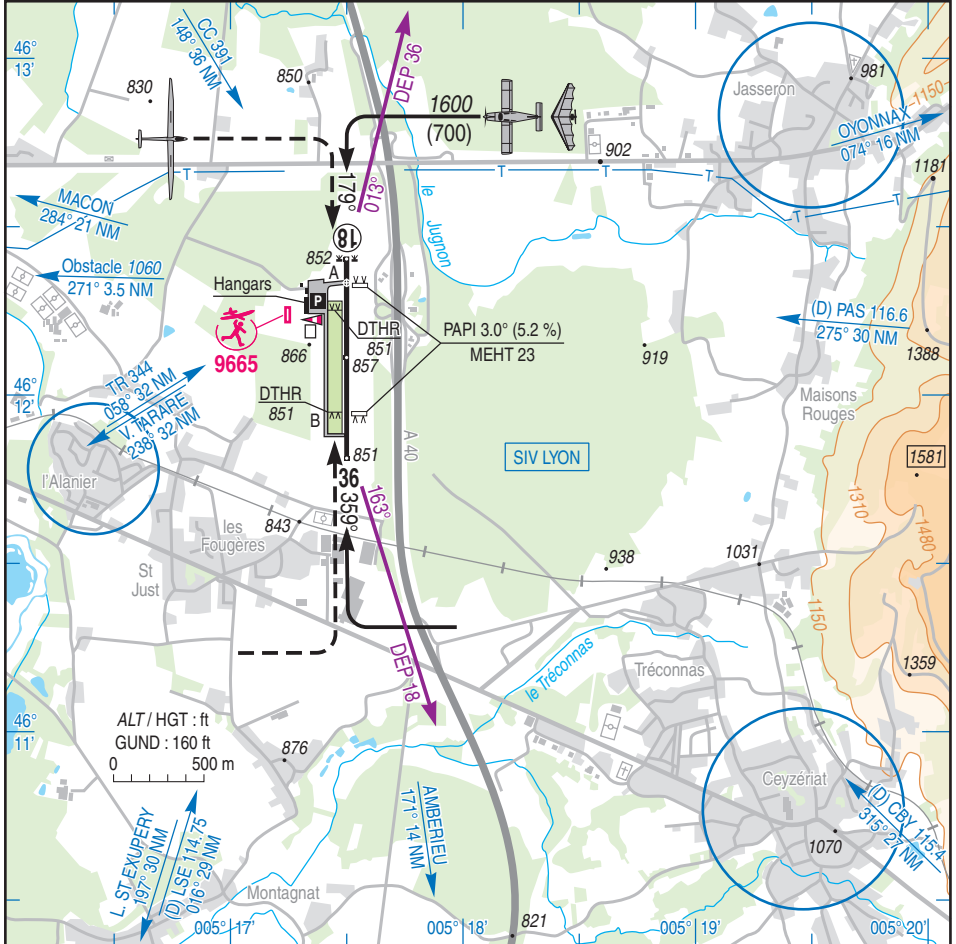 46°
13'
CC 391
148° 36 NM
830
850
DEP 36
1600
(700)
Jasseron
981
1150
OYONNAX
074° 16 NM
902
1181
T
T
T
T
T
MACON
284° 21 NM
179°
013°
le Jugnon
18
852
A
Obstacle 1060
271° 3.5 NM
Hangars
P
DTHR
851
PAPI 3.0° (5.2 %)
MEHT 23
(D) PAS 116.6
275° 30 NM
9665
866
857
919
1388
46°
12'
TR 344
058° 32 NM
V. TARARE
238° 32 NM
DTHR
851
B
851
A 40
Maisons
Rouges
SIV LYON
1581
l'Alanier
36
359°
163°
1310
1480
les
Fougères
843
938
1031
St
Just
1150
DEP 18
le Tréconnas
Tréconnas
1359
46°
11'
ALT / HGT : ft
GUND : 160 ft
0
500 m
876
Ceyzériat
AMBERIEU
171° 14 NM
(D) CBY 115.4
315° 27 NM
1070
L. ST EXUPERY
197° 30 NM
(D) LSE 114.75
016° 29 NM
Montagnat
821
005° 17'
005° 18'
005° 19'
005° 20'